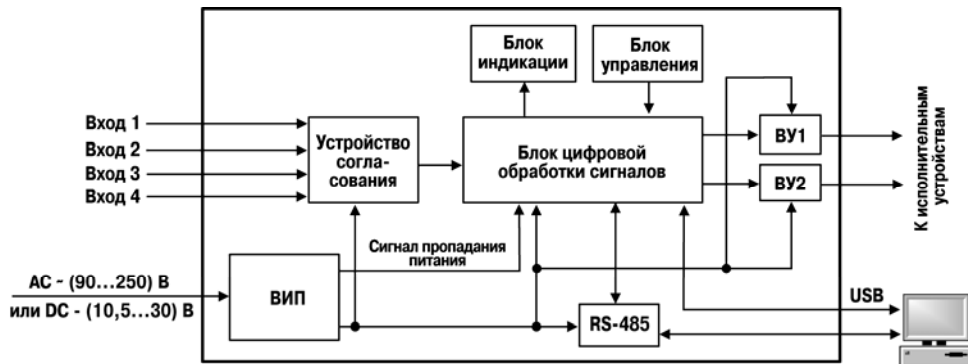 Блок
индикации
Блок
управления
Вход 1
Вход 2
Вход 3
Вход 4
Устройство
согла-
сования
Блок цифровой
обработки сигналов
ВУ1
ВУ2
К исполнительным
устройствам
Сигнал пропадания
питания
AC ~ (90...250) В
или DC - (10,5...30) В
ВИП
RS-485
USB